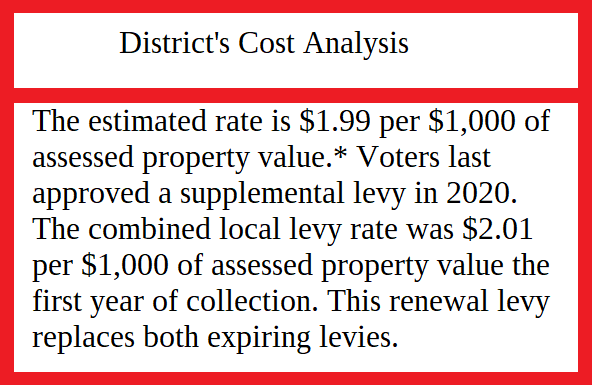 District's Cost Analysis
The estimated rate is $1.99 per $1,000 of
assessed property value.* Voters last
approved a supplemental levy in 2020.
The combined local levy rate was $2.01
per $1,000 of assessed property value the
first year of collection. This renewal levy
replaces both expiring levies.